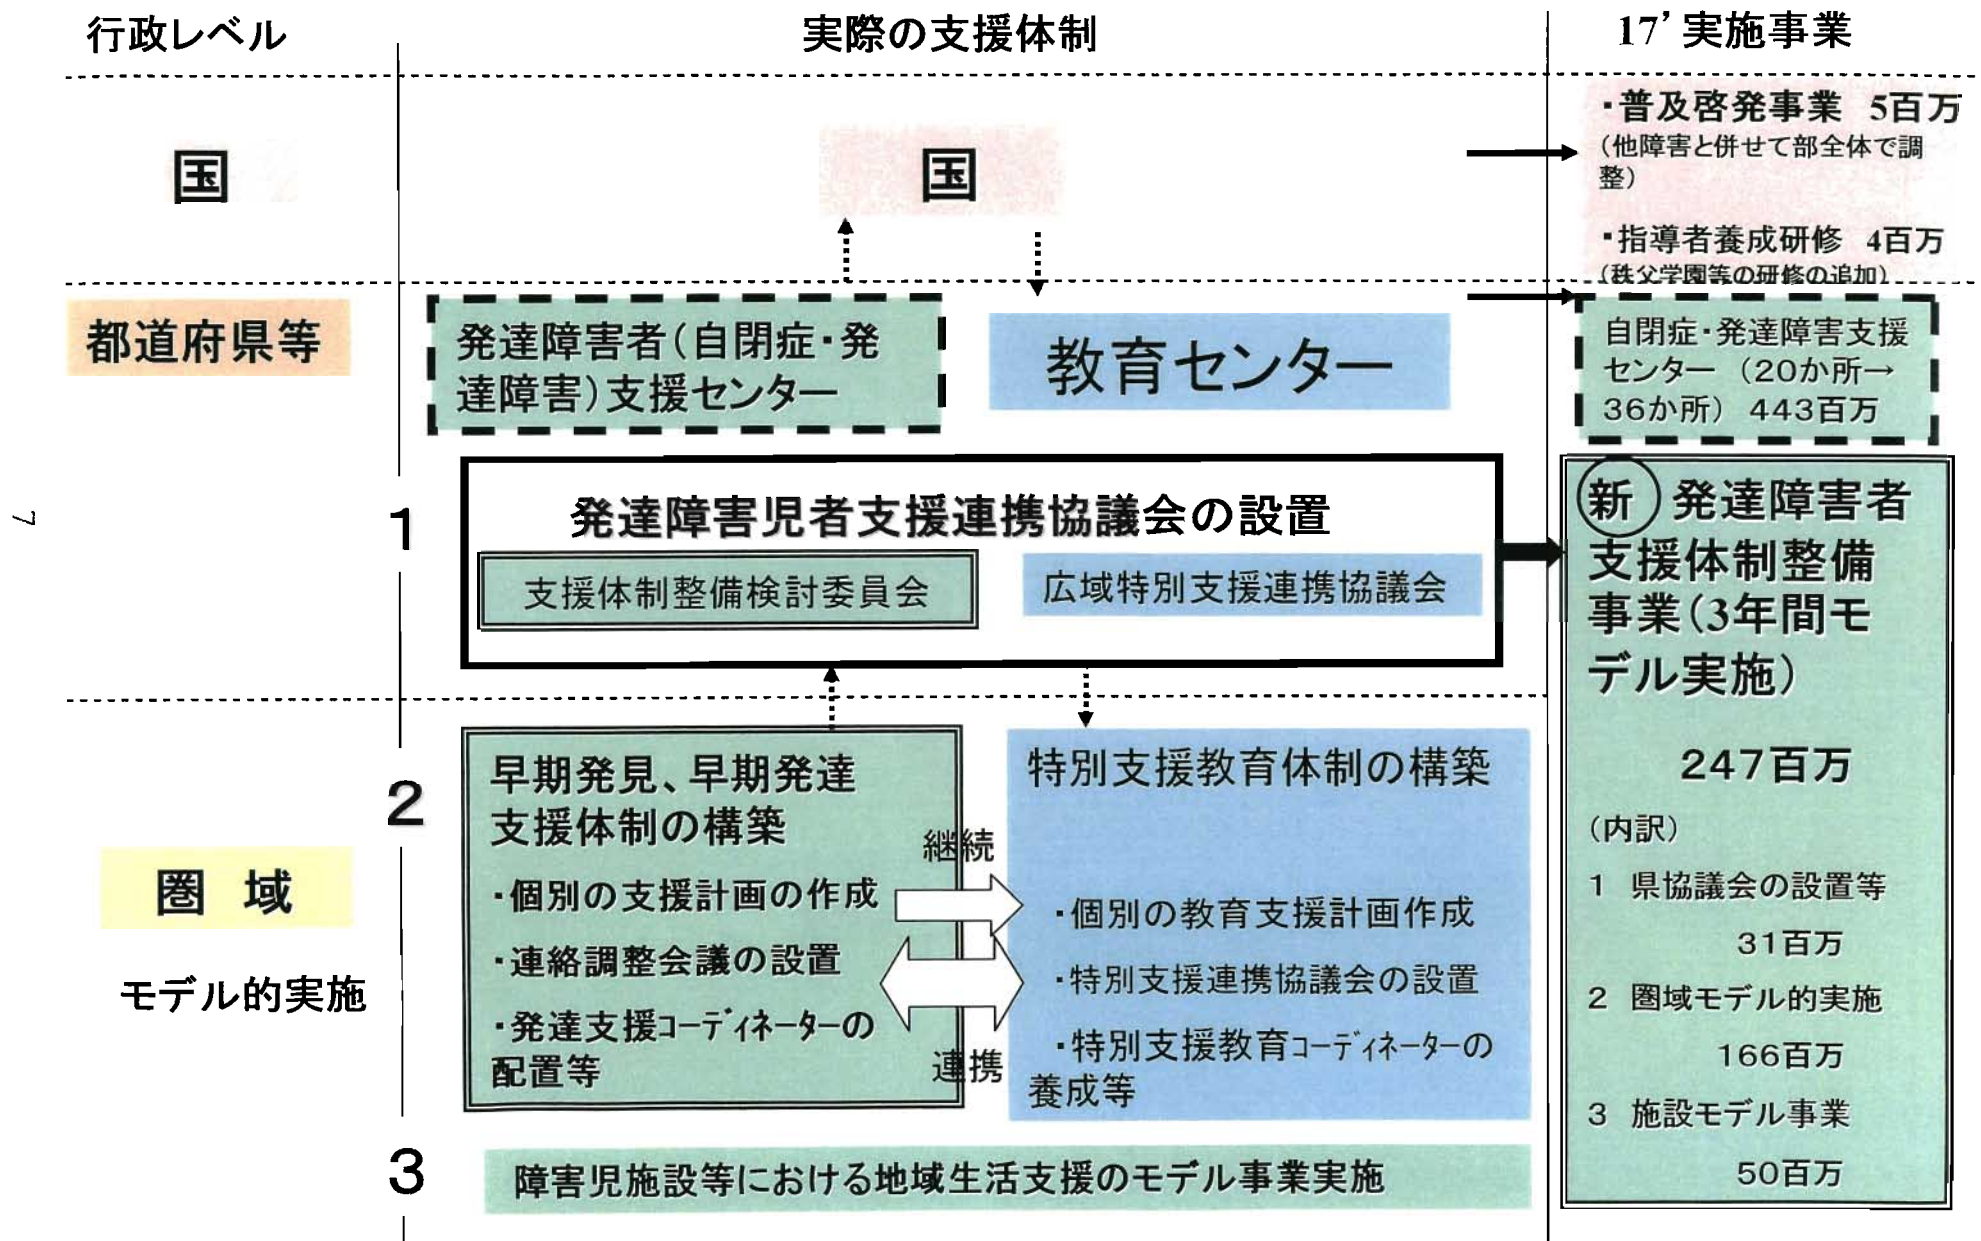 行政レベル
実際の支援体制
17’実施事業
国
国
・普及啓発事業 5百万
(他障害と併せて部全体で調
整)
・指導者養成研修 4百万
(秩父学園等の研修の追加)
都道府県等
発達障害者(自閉症・発
達障害)支援センター
教育センター
自閉症・発達障害支援
センター (20か所→
36か所) 443百万
1
発達障害児者支援連携協議会の設置
支援体制整備検討委員会
広域特別支援連携協議会
新 発達障害者
支援体制整備
事業(3年間モ
デル実施)
247百万
(内訳)
1 県協議会の設置等
31百万
2 圏域モデル的実施
166百万
3 施設モデル事業
50百万
2
圏 域
モデル的実施
早期発見、早期発達
支援体制の構築
・個別の支援計画の作成
・連絡調整会議の設置
・発達支援コーディネーターの
配置等
継続
連携
特別支援教育体制の構築
・個別の教育支援計画作成
・特別支援連携協議会の設置
・特別支援教育コーディネーターの
養成等
3
障害児施設等における地域生活支援のモデル事業実施
7